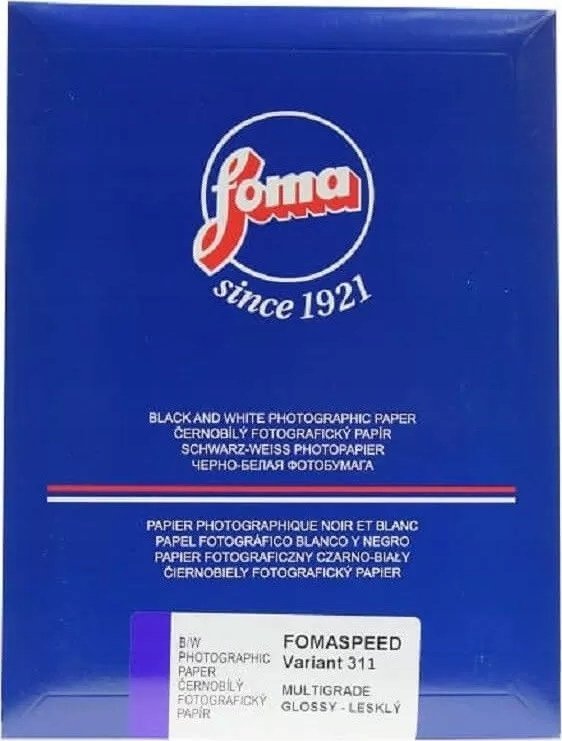 foma
since 1921
BLACK AND WHITE PHOTOGRAPHIC PAPER
ČERNOBÍLÝ FOTOGRAFICKÝ PAPÍR
SCHWARZ-WEISS PHOTOPAPIER
ЧЕРНО-БЕЛАЯ ФОТОБУМАГА
PAPIER PHOTOGRAPHIQUE NOIR ET BLANC
PAPEL FOTOGRÁFICO BLANCO Y NEGRO
PAPIER FOTOGRAFICZNY CZARNO-BIAŁY
ČIERNOBIELY FOTOGRAFICKÝ PAPIER
B/W
PHOTOGRAPHIC
PAPER
ČERNOBÍLÝ
FOTOGRAFICKÝ
PAPÍR
FOMASPEED
Variant 311
MULTIGRADE
GLOSSY - LESKLÝ